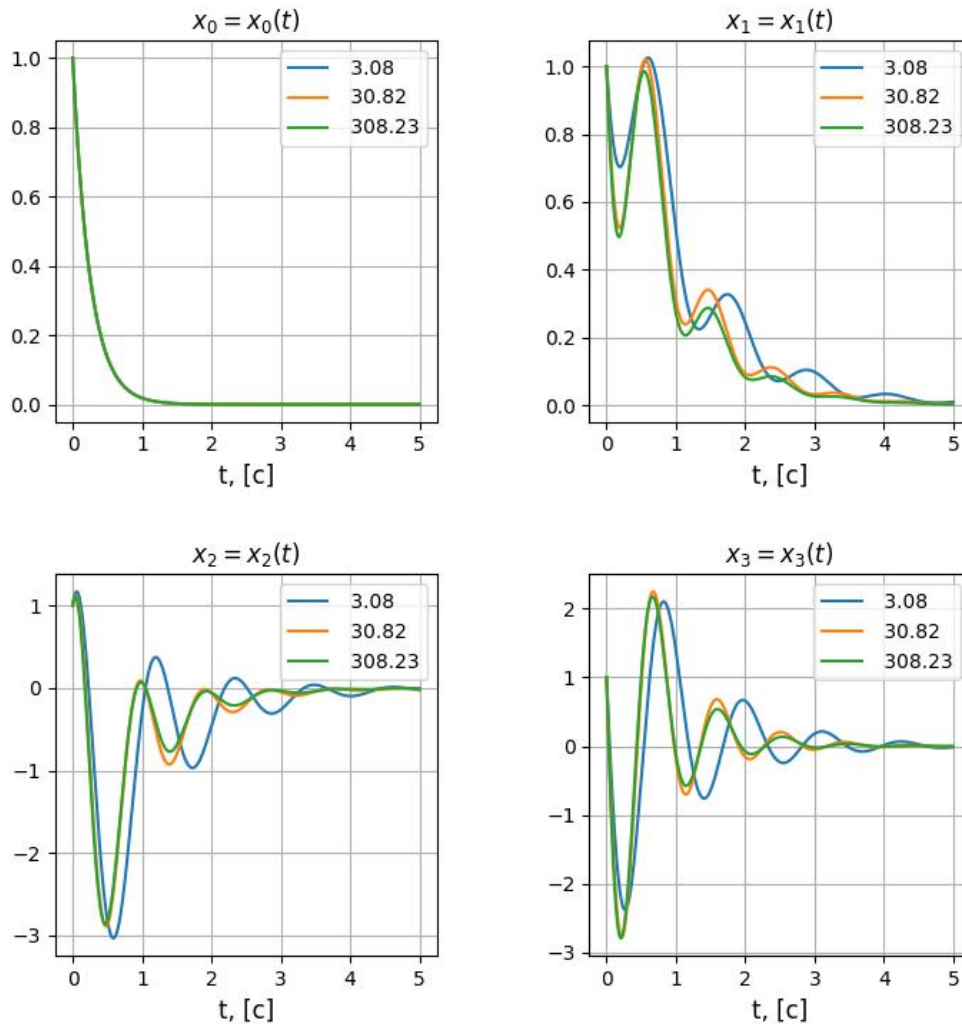 x₀ = x₀(t)
1.0
0.8
0.6
0.4
0.2
0.0
3.08
30.82
308.23
0 1 2 3 4 5
t, [c]
x₁ = x₁(t)
1.0
0.8
0.6
0.4
0.2
0.0
3.08
30.82
308.23
0 1 2 3 4 5
t, [c]
x₂ = x₂(t)
1
0
−1
−2
−3
3.08
30.82
308.23
0 1 2 3 4 5
t, [c]
x₃ = x₃(t)
2
1
0
−1
−2
−3
3.08
30.82
308.23
0 1 2 3 4 5
t, [c]